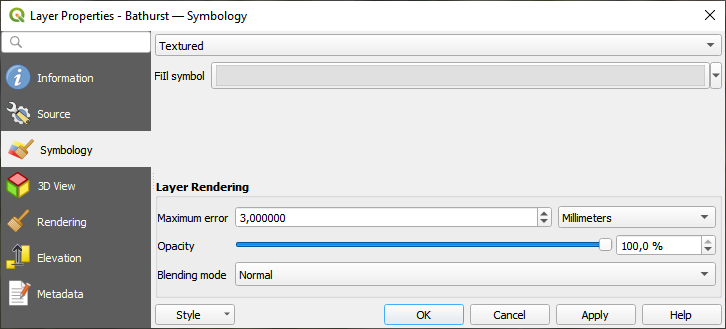 Layer Properties - Bathurst — Symbology
Textured
Information
Fill symbol
Source
Symbology
3D View
Rendering
Elevation
Metadata
Layer Rendering
Maximum error 3,000000 Millimeters
Opacity 100,0 %
Blending mode Normal
Style OK Cancel Apply Help